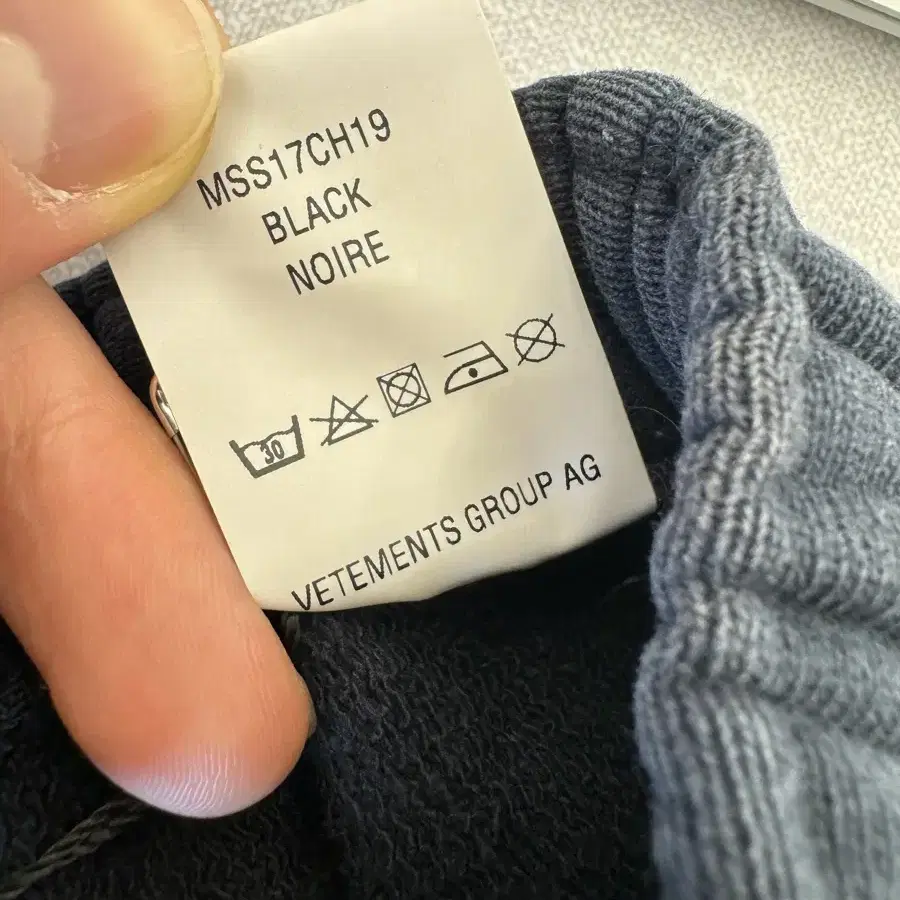 MSS17CH19
BLACK
NOIRE
30
VETEMENTS GROUP AG